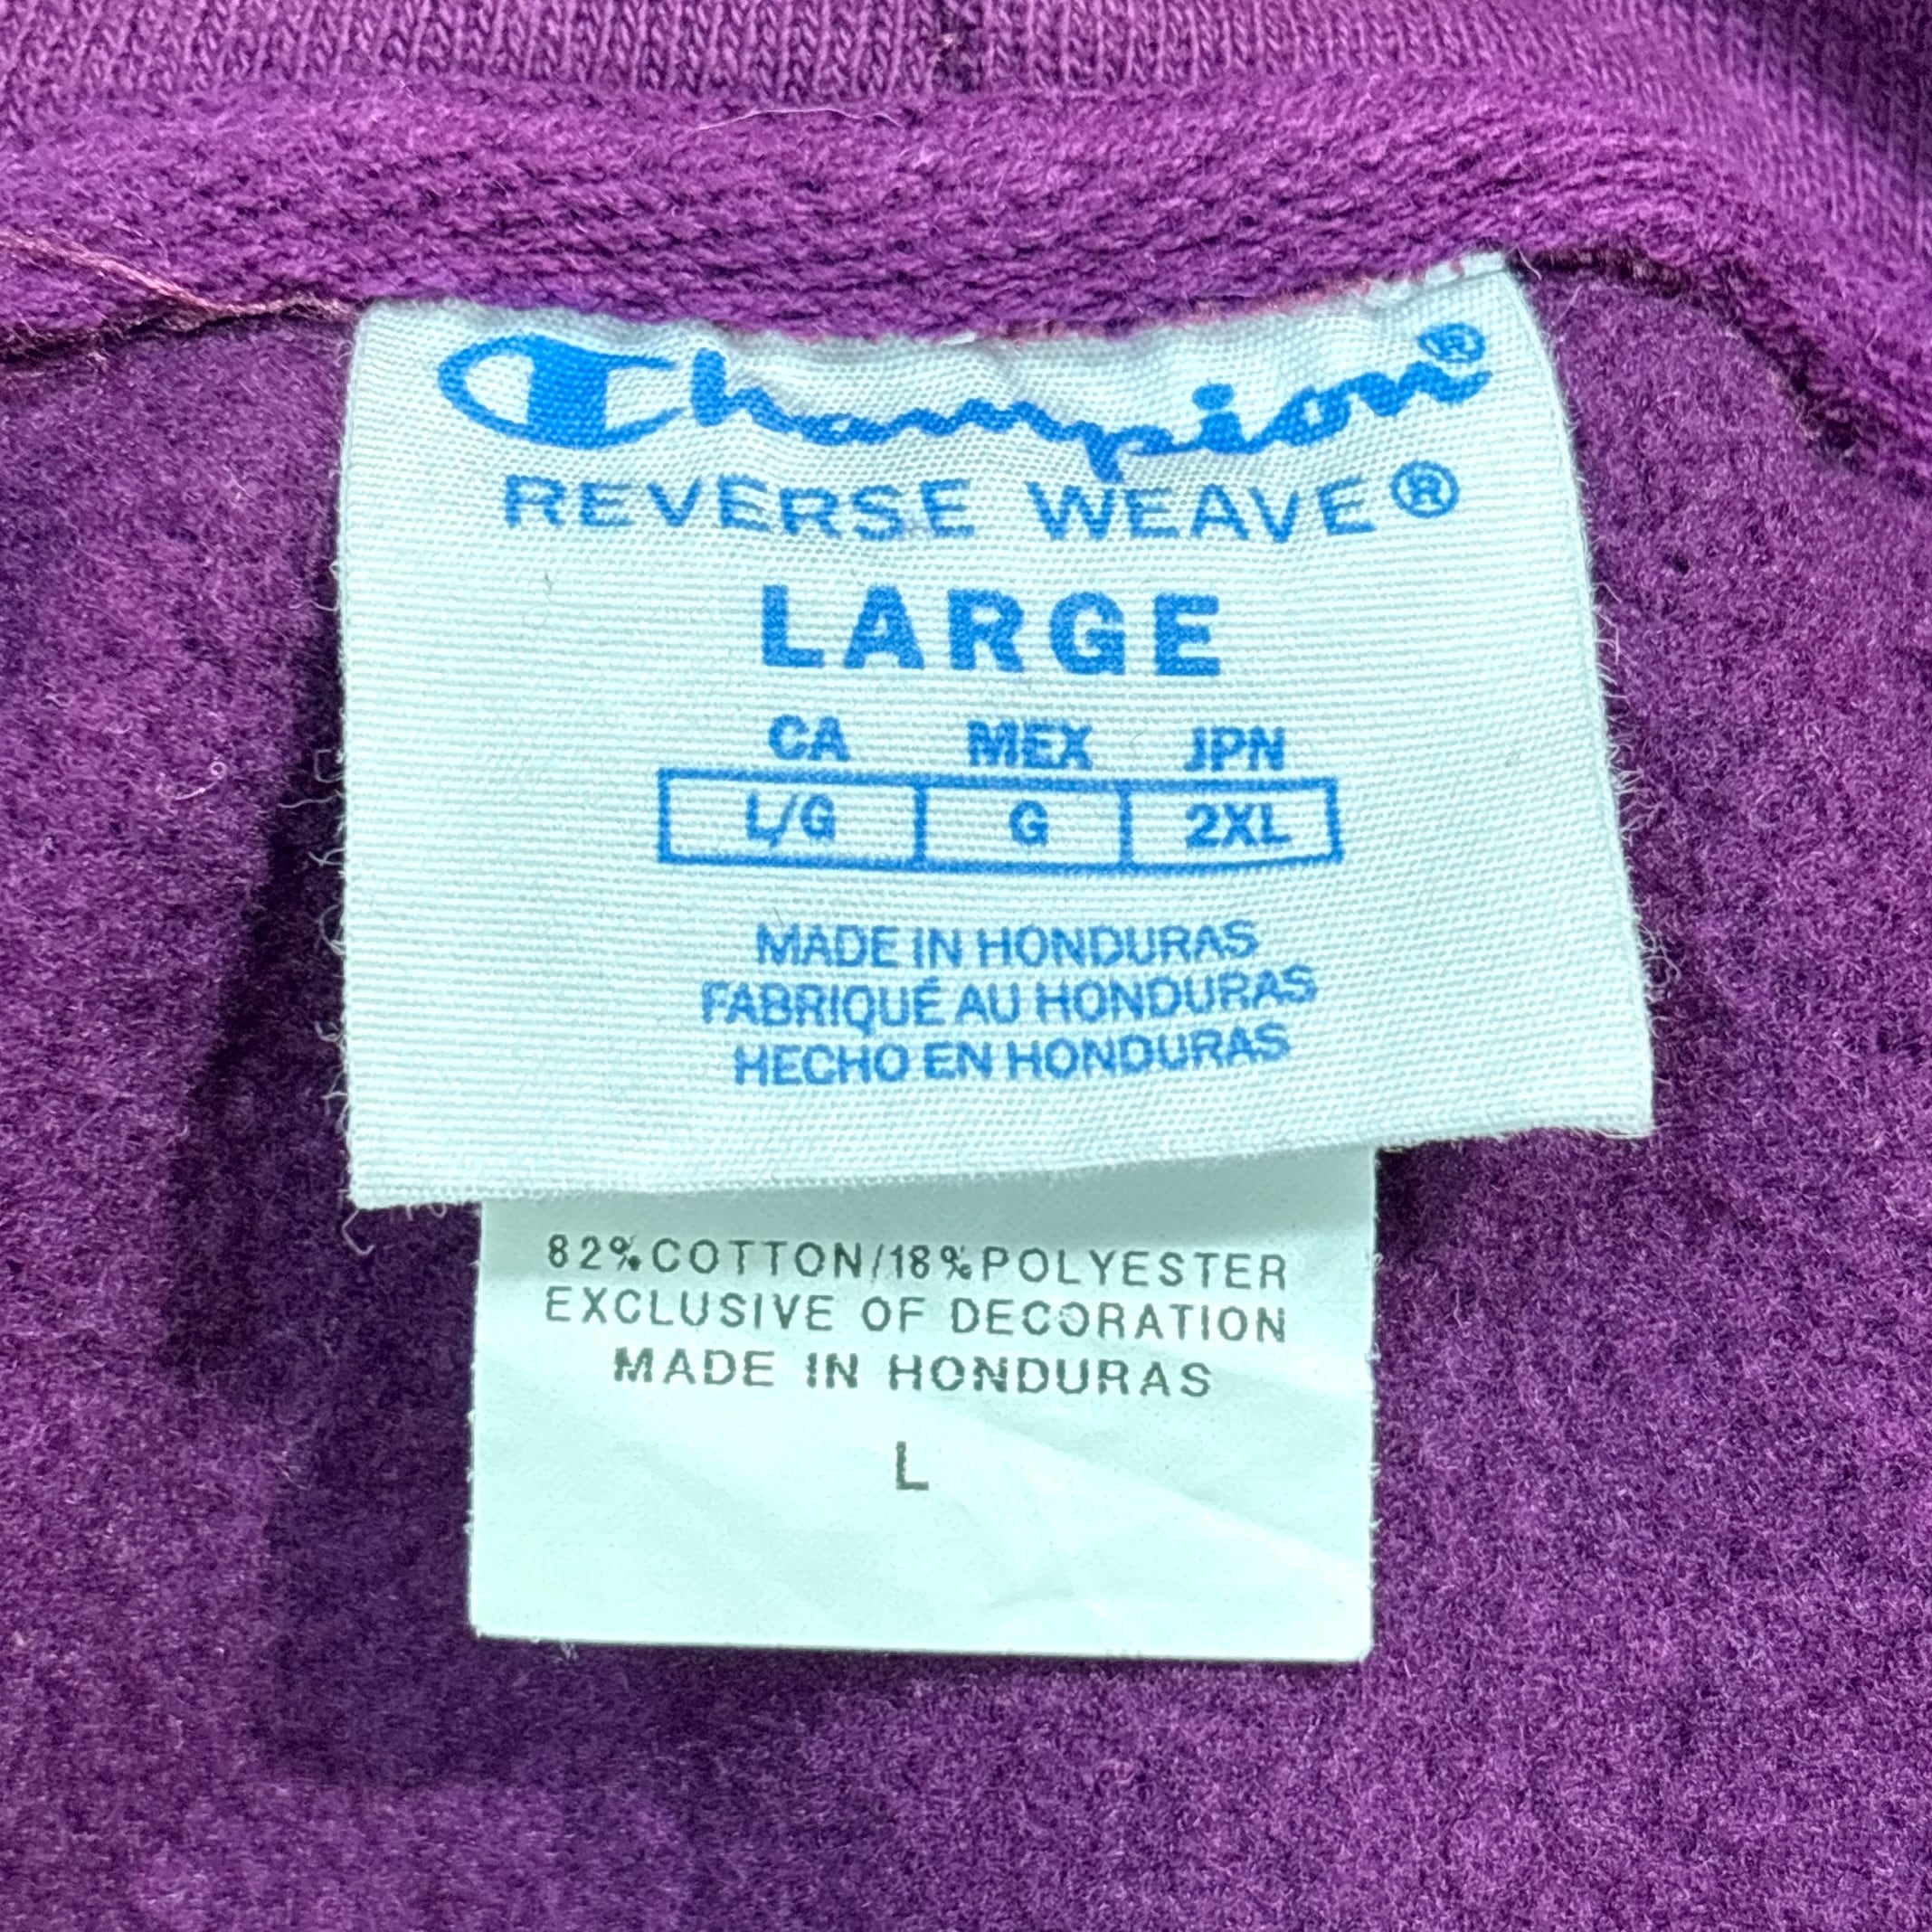 Champion®
REVERSE WEAVE®
LARGE
CA MEX JPN
L/G G 2XL
MADE IN HONDURAS
FABRIQUÉ AU HONDURAS
HECHO EN HONDURAS
82%COTTON/18%POLYESTER
EXCLUSIVE OF DECORATION
MADE IN HONDURAS
L